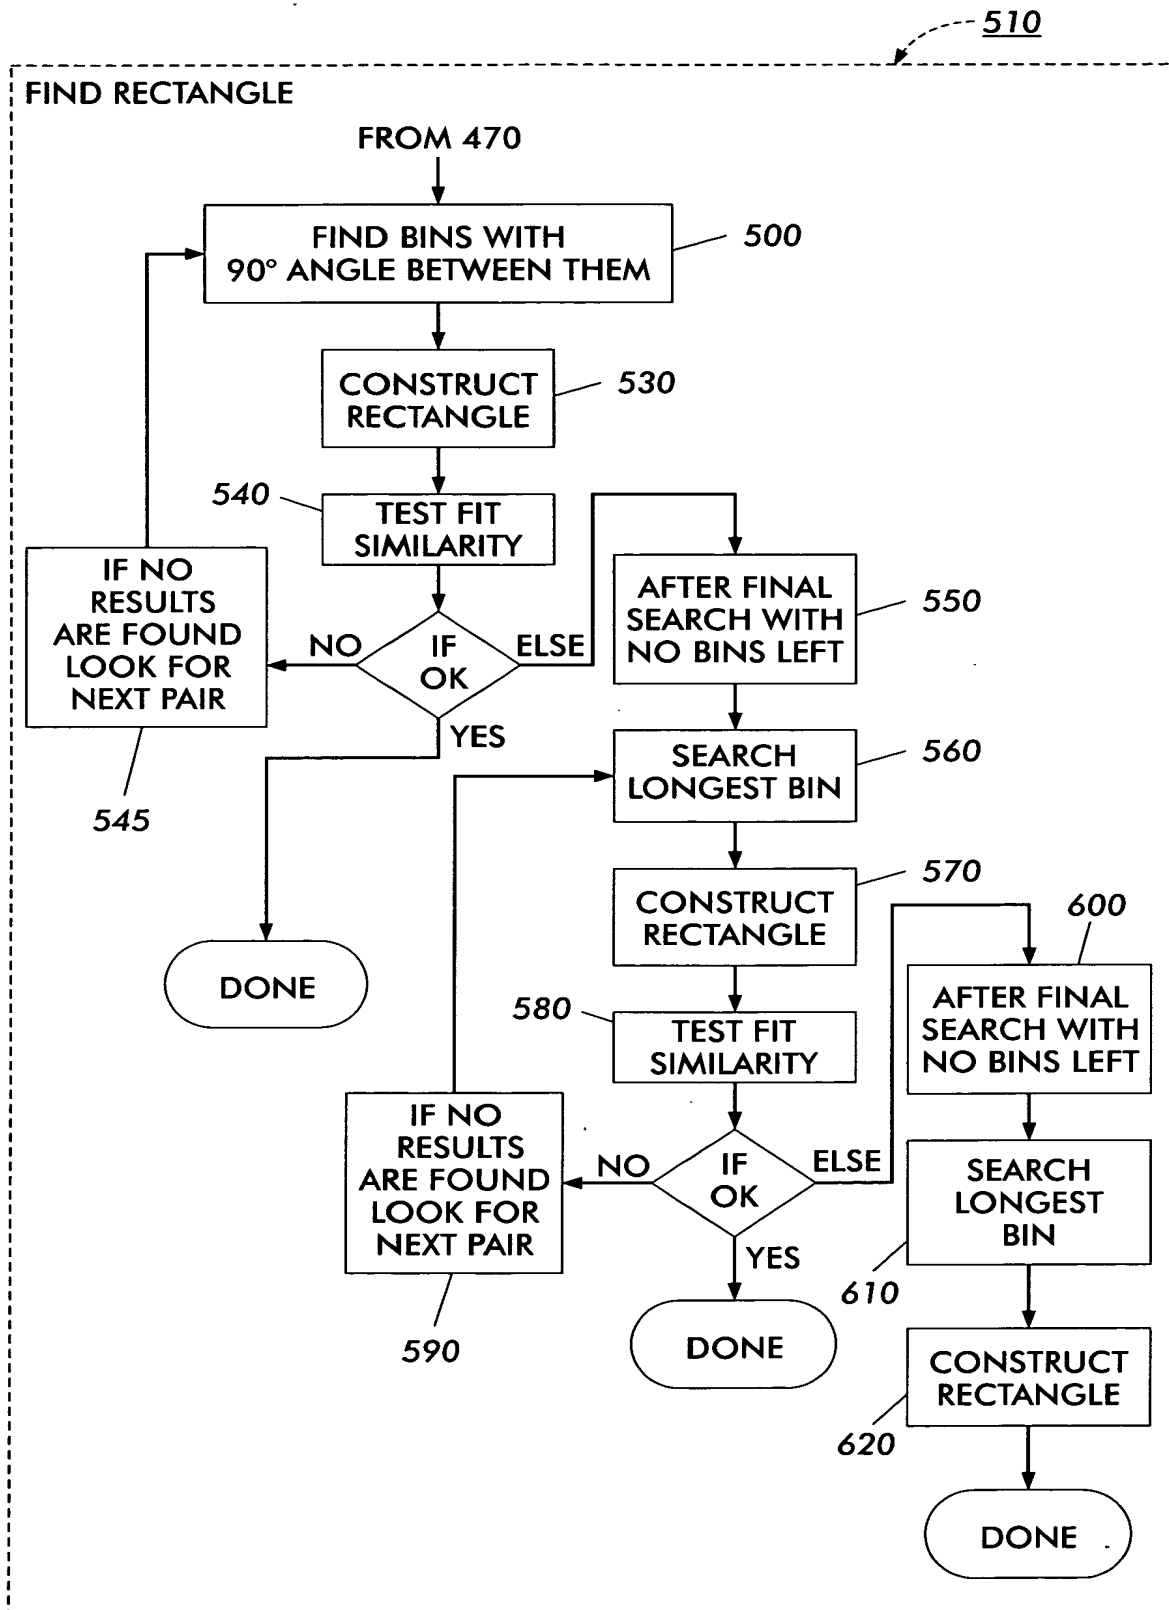 510
FIND RECTANGLE
FROM 470
FIND BINS WITH
90° ANGLE BETWEEN THEM
500
CONSTRUCT
RECTANGLE
530
540
TEST FIT
SIMILARITY
IF NO
RESULTS
ARE FOUND
LOOK FOR
NEXT PAIR
545
NO
IF
OK
ELSE
YES
DONE
AFTER FINAL
SEARCH WITH
NO BINS LEFT
550
SEARCH
LONGEST BIN
560
CONSTRUCT
RECTANGLE
570
580
TEST FIT
SIMILARITY
IF NO
RESULTS
ARE FOUND
LOOK FOR
NEXT PAIR
590
NO
IF
OK
ELSE
YES
DONE
600
AFTER FINAL
SEARCH WITH
NO BINS LEFT
SEARCH
LONGEST
BIN
610
CONSTRUCT
RECTANGLE
620
DONE